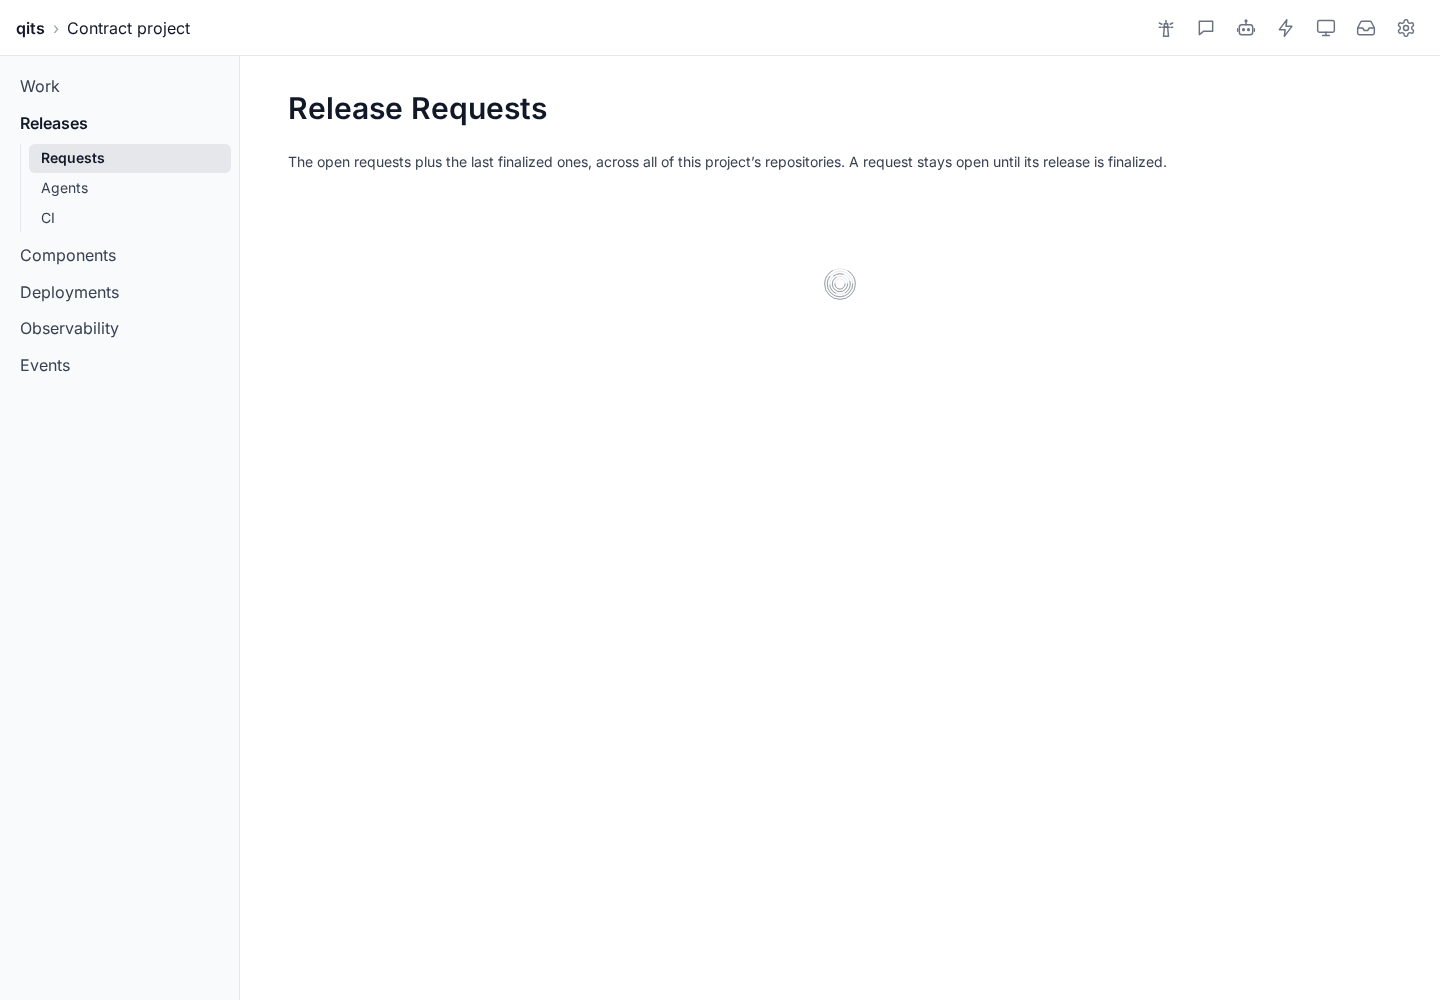 qits › Contract project
Work
Releases
Requests
Agents
CI
Components
Deployments
Observability
Events
Release Requests
The open requests plus the last finalized ones, across all of this project’s repositories. A request stays open until its release is finalized.